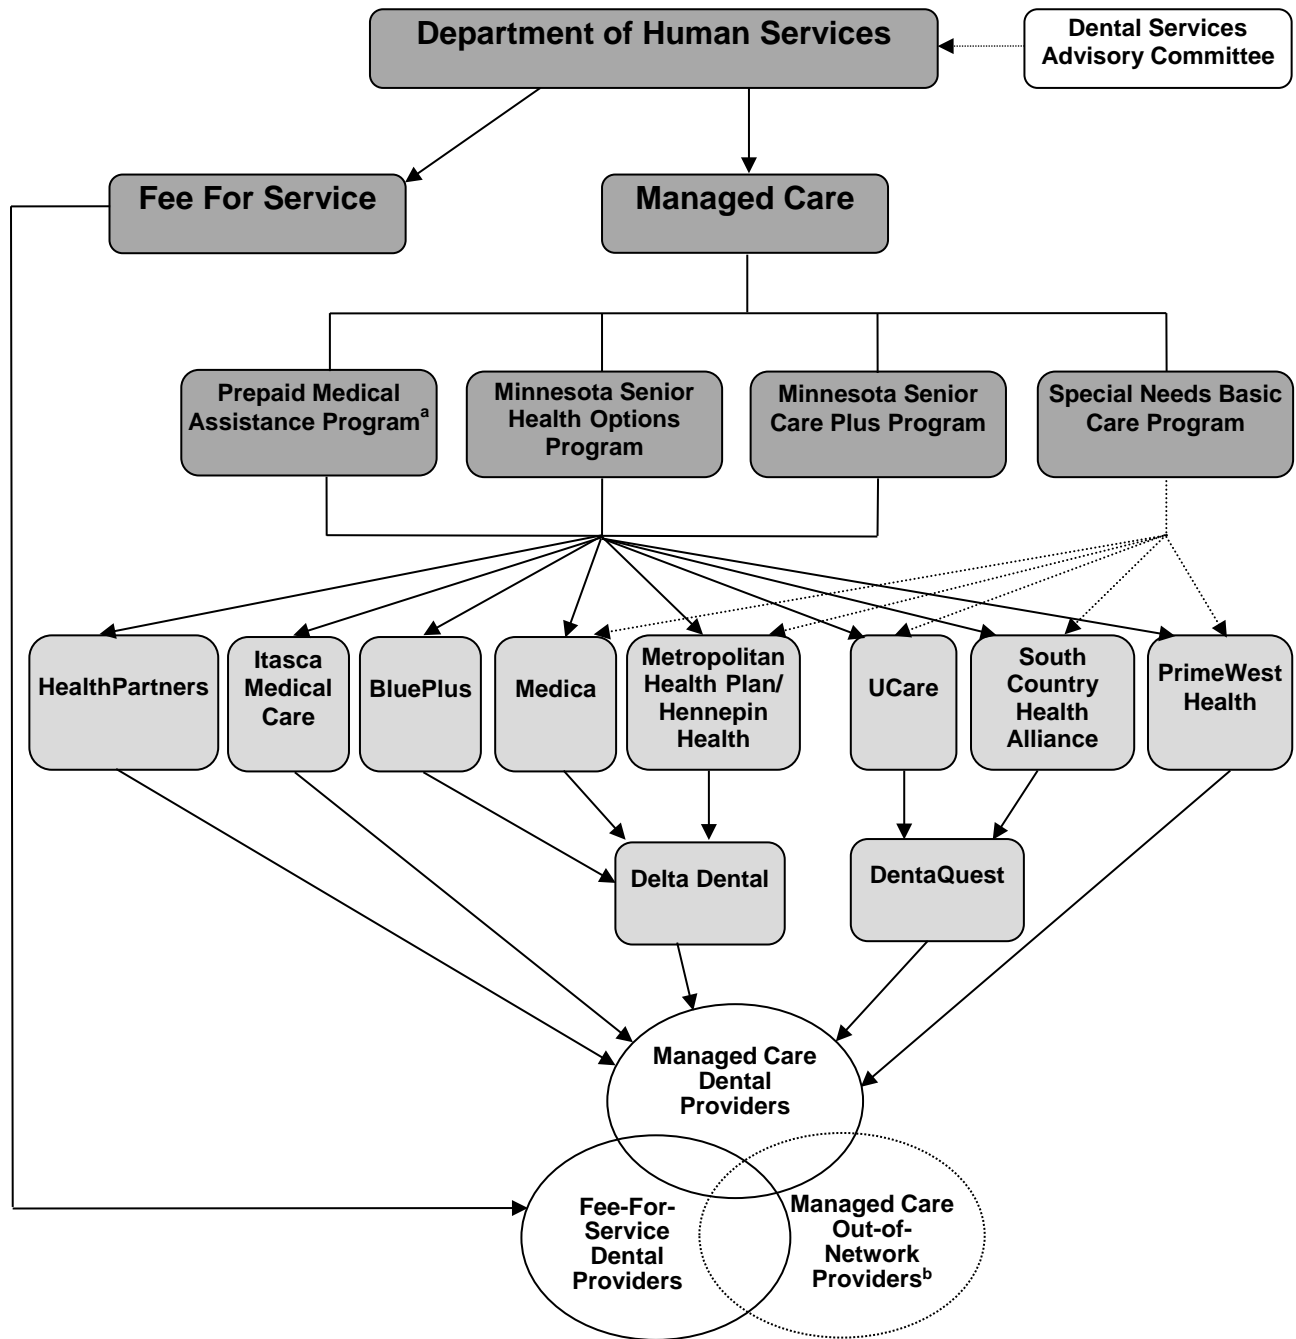 Department of Human Services
Dental Services
Advisory Committee
Fee For Service
Managed Care
Prepaid Medical
Assistance Programᵃ
Minnesota Senior
Health Options
Program
Minnesota Senior
Care Plus Program
Special Needs Basic
Care Program
HealthPartners
Itasca
Medical
Care
BluePlus
Medica
Metropolitan
Health Plan/
Hennepin
Health
UCare
South
Country
Health
Alliance
PrimeWest
Health
Delta Dental
DentaQuest
Managed Care
Dental
Providers
Fee-For-
Service
Dental
Providers
Managed Care
Out-of-
Network
Providersᵇ